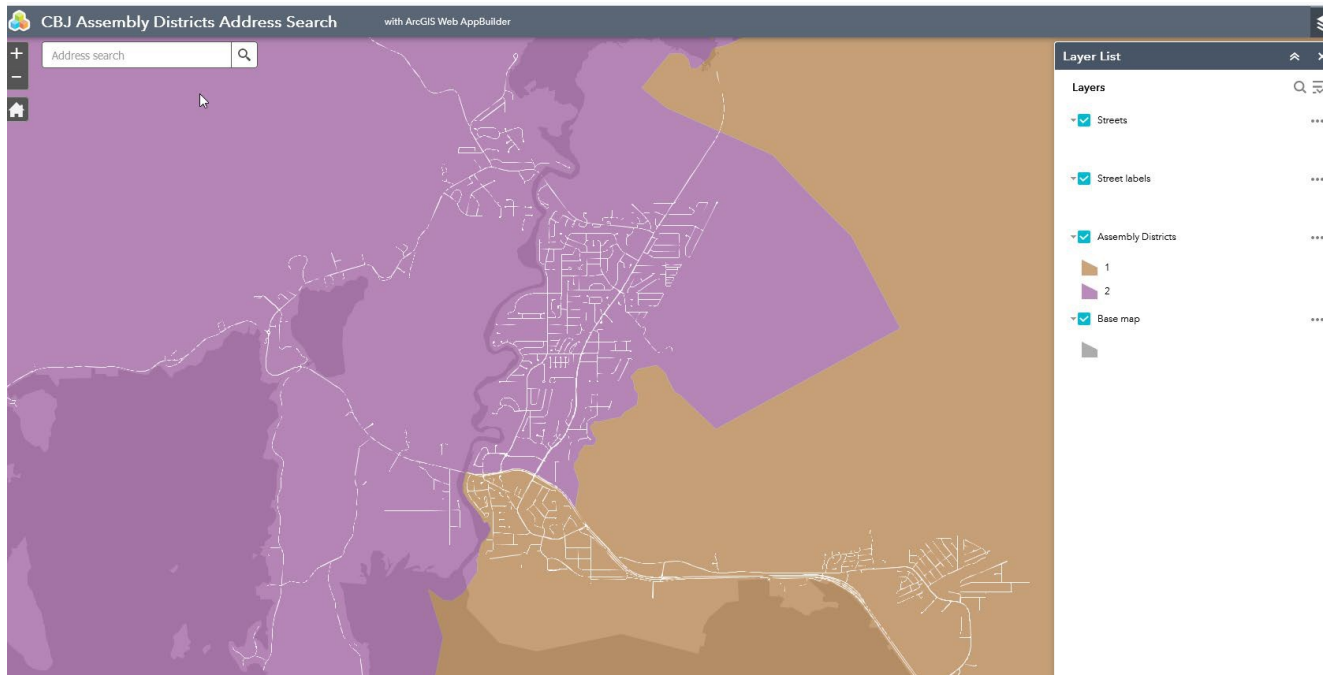 CBJ Assembly Districts Address Search with ArcGIS Web AppBuilder
Address search
Layer List
Layers
Streets
Street labels
Assembly Districts
1
2
Base map